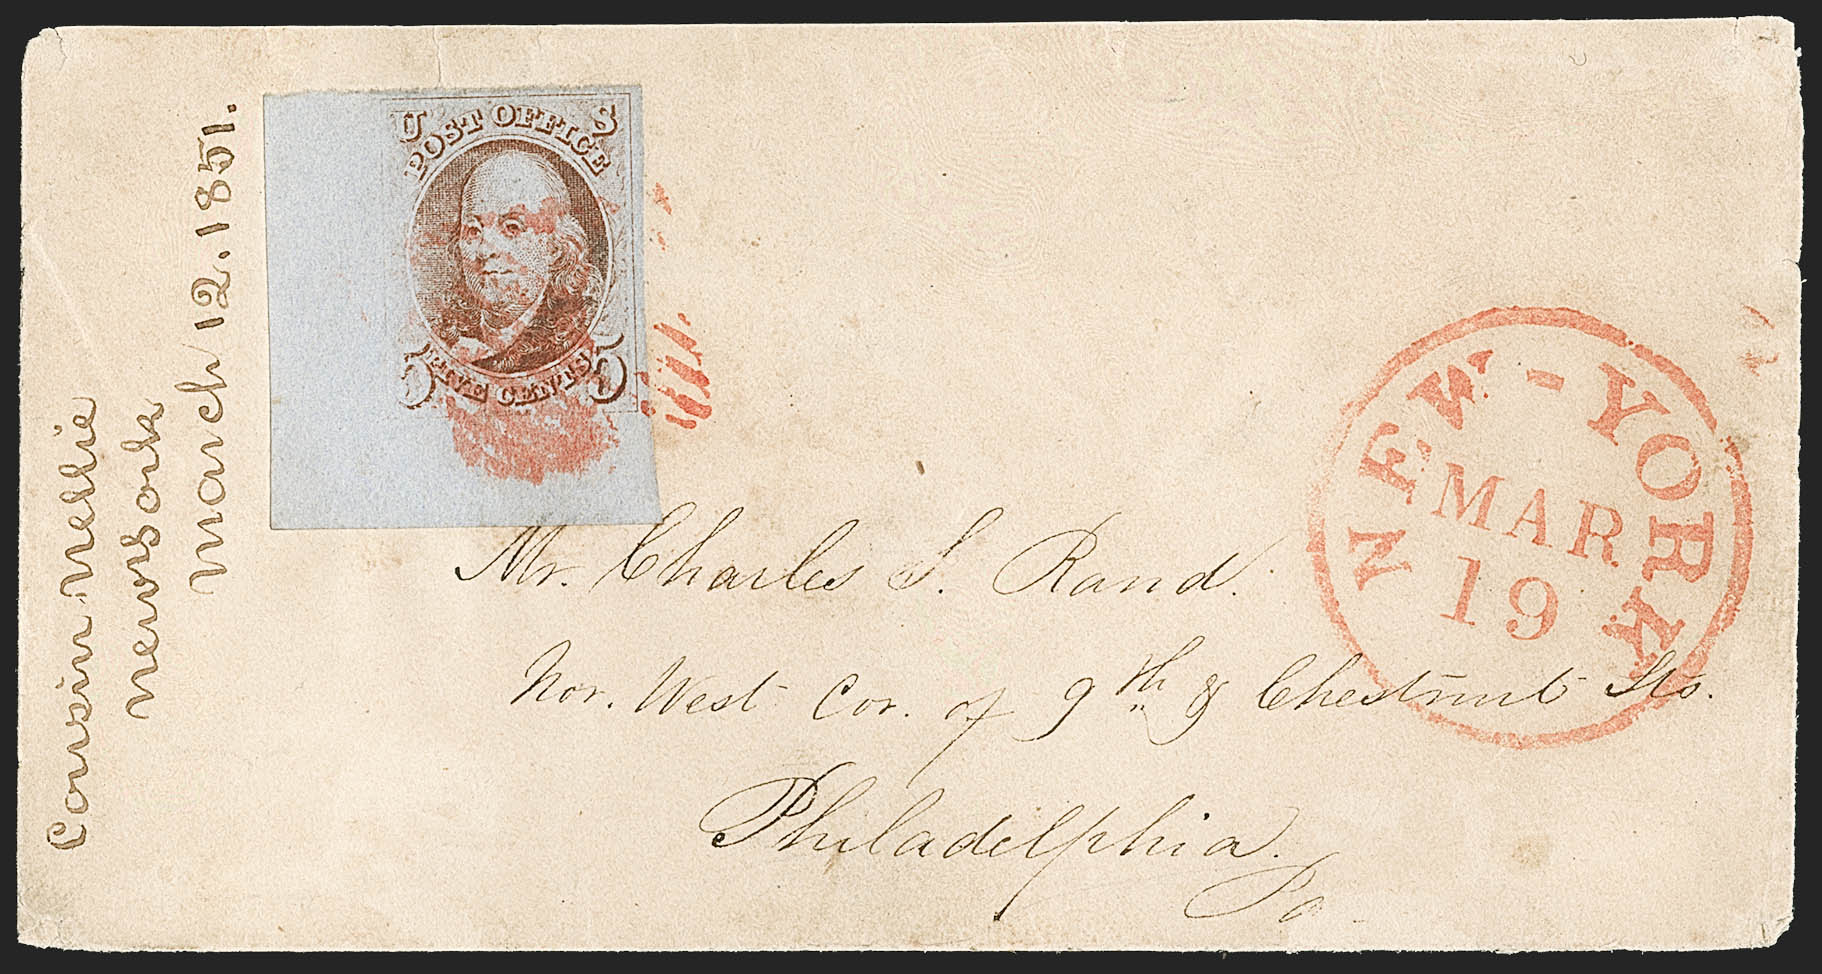 Cousin Nellie
New York
March 12. 1851.
U S
POST OFFICE
5 FIVE CENTS 5
NEW-YORK
MAR
19
Mr. Charles S. Rand.
Nor. West Cor. of 9th & Chestnut Sts.
Philadelphia.
Pa